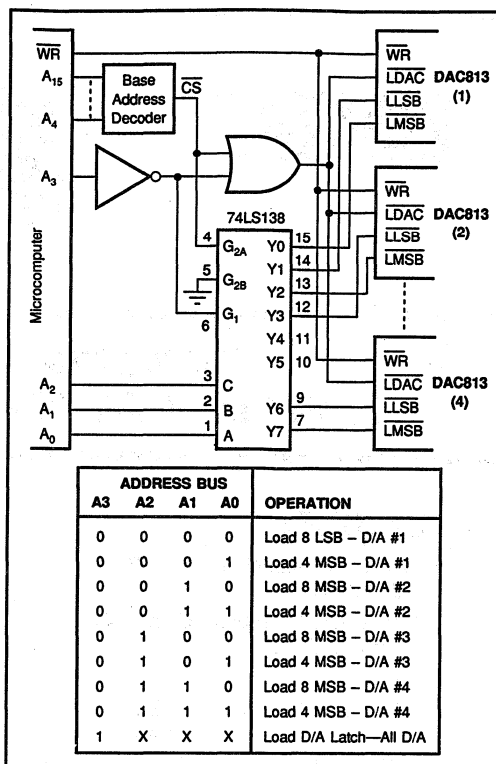 WR
A15
A4
Base
Address
Decoder
CS
A3
Microcomputer
A2
A1
A0
74LS138
4 G2A
5 G2B
6 G1
3 C
2 B
1 A
Y0 15
Y1 14
Y2 13
Y3 12
Y4 11
Y5 10
Y6 9
Y7 7
WR
LDAC DAC813
LLSB (1)
LMSB
WR
LDAC DAC813
LLSB (2)
LMSB
WR
LDAC DAC813
LLSB (4)
LMSB
ADDRESS BUS
A3 A2 A1 A0 OPERATION
0 0 0 0 Load 8 LSB – D/A #1
0 0 0 1 Load 4 MSB – D/A #1
0 0 1 0 Load 8 MSB – D/A #2
0 0 1 1 Load 4 MSB – D/A #2
0 1 0 0 Load 8 MSB – D/A #3
0 1 0 1 Load 4 MSB – D/A #3
0 1 1 0 Load 8 MSB – D/A #4
0 1 1 1 Load 4 MSB – D/A #4
1 X X X Load D/A Latch—All D/A